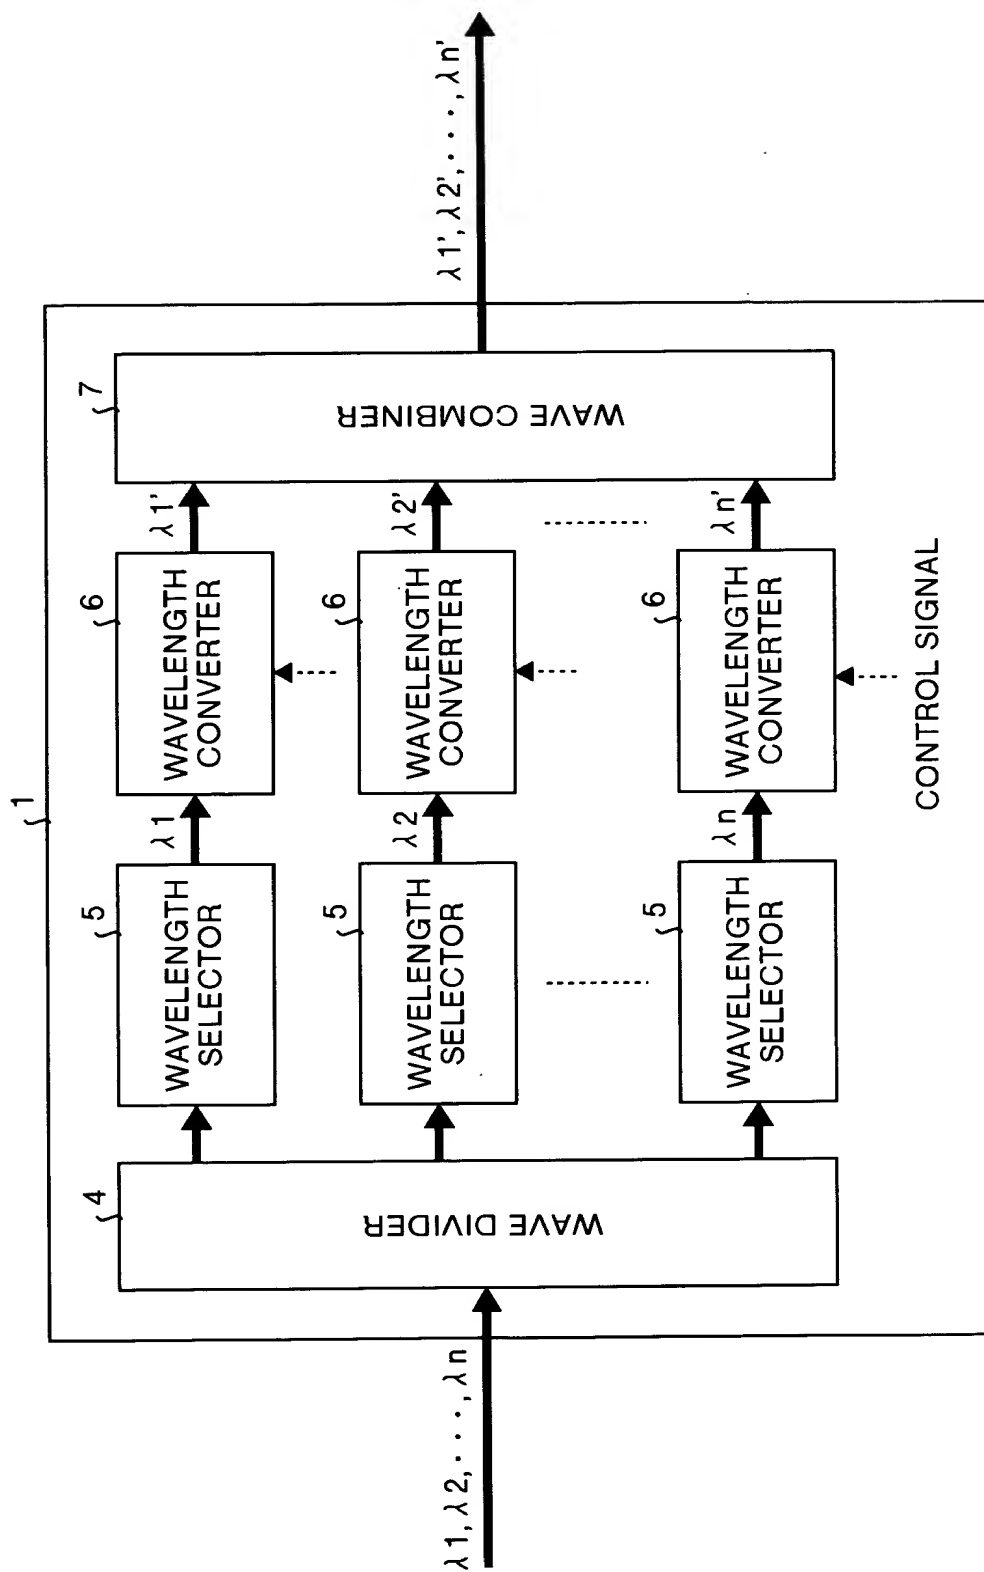 1
λ1, λ2, ・・・, λn
4
WAVE DIVIDER
5
WAVELENGTH
SELECTOR
λ1
6
WAVELENGTH
CONVERTER
λ1'
5
WAVELENGTH
SELECTOR
λ2
6
WAVELENGTH
CONVERTER
λ2'
5
WAVELENGTH
SELECTOR
λn
6
WAVELENGTH
CONVERTER
λn'
7
WAVE COMBINER
λ1', λ2', ・・・, λn'
CONTROL SIGNAL